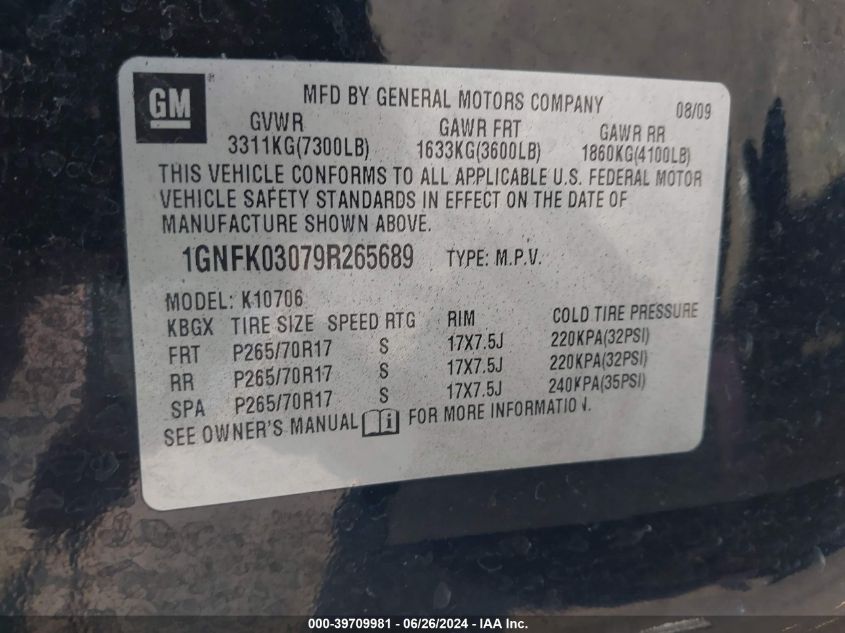 GM ®
MFD BY GENERAL MOTORS COMPANY 08/09
GVWR GAWR FRT GAWR RR
3311KG(7300LB) 1633KG(3600LB) 1860KG(4100LB)
THIS VEHICLE CONFORMS TO ALL APPLICABLE U.S. FEDERAL MOTOR
VEHICLE SAFETY STANDARDS IN EFFECT ON THE DATE OF
MANUFACTURE SHOWN ABOVE.
1GNFK03079R265689 TYPE: M.P.V.
MODEL: K10706
KBGX TIRE SIZE SPEED RTG RIM COLD TIRE PRESSURE
FRT P265/70R17 S 17X7.5J 220KPA(32PSI)
RR P265/70R17 S 17X7.5J 220KPA(32PSI)
SPA P265/70R17 S 17X7.5J 240KPA(35PSI)
SEE OWNER'S MANUAL i FOR MORE INFORMATION.
000-39709981 / 06/26/2024 - IAA Inc.